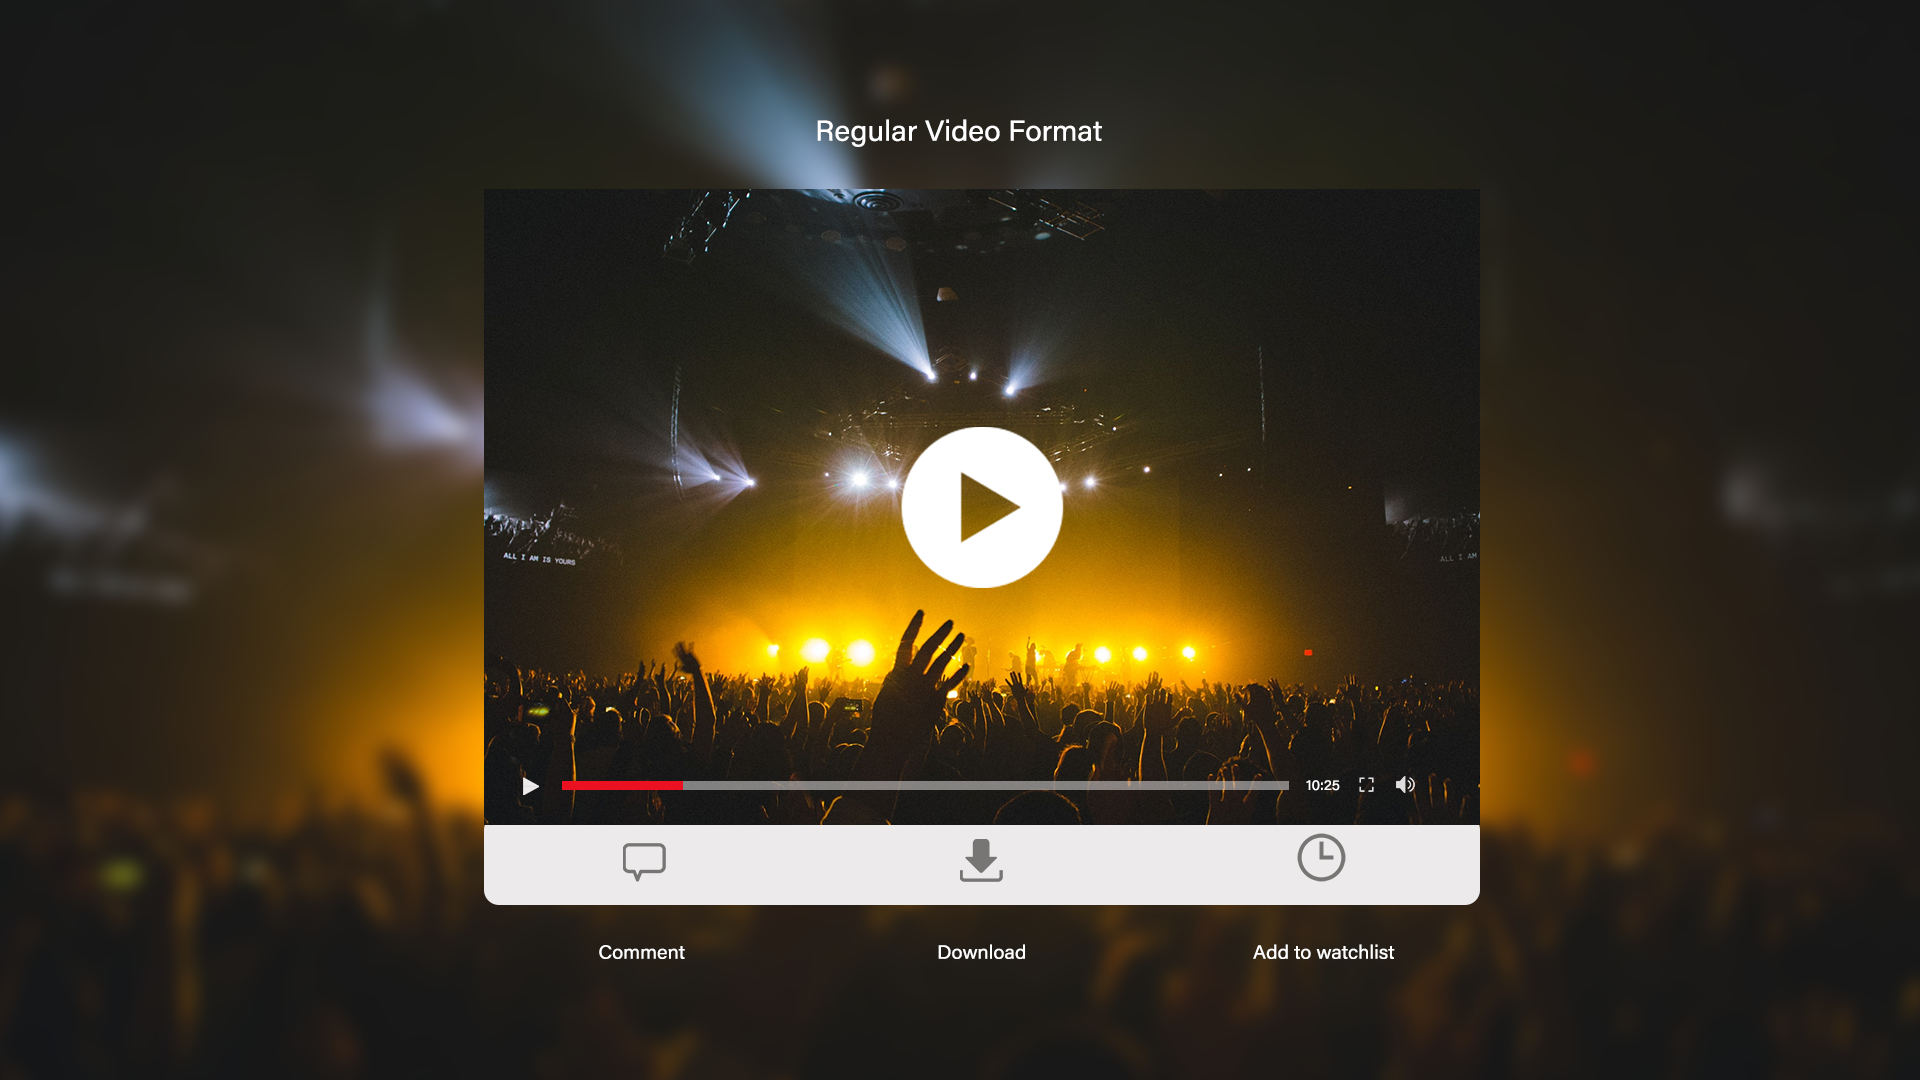 Regular Video Format
ALL I AM IS YOURS
ALL I AM
10:25
Comment
Download
Add to watchlist